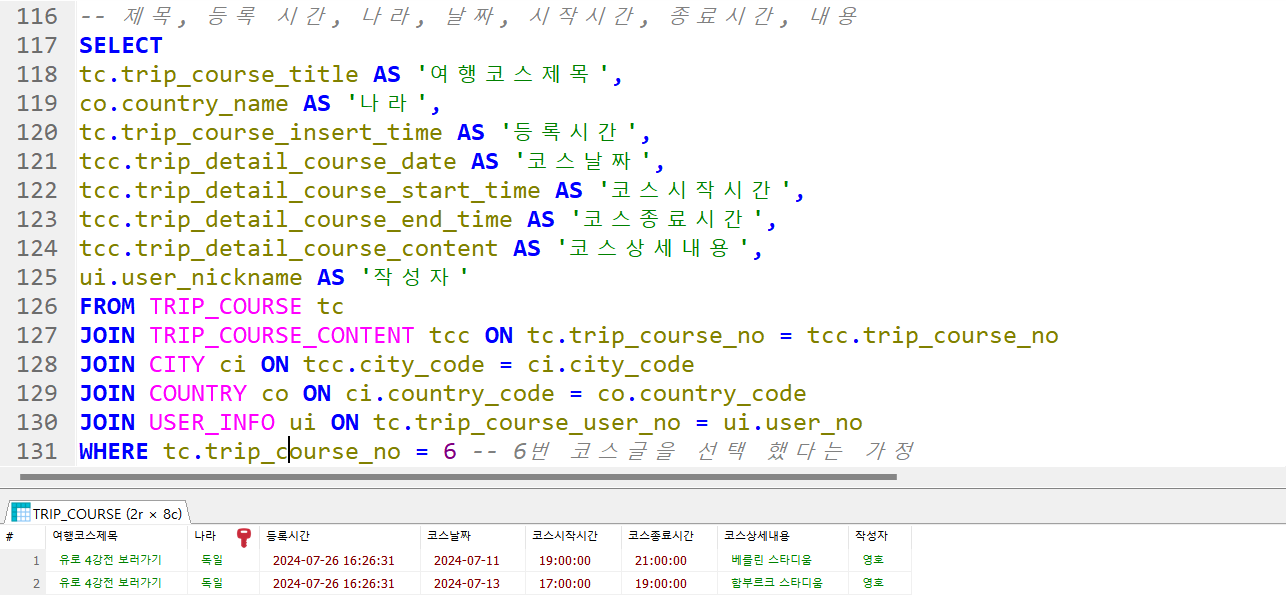 116 -- 제목, 등록 시간, 나라, 날짜, 시작시간, 종료시간, 내용
117 SELECT
118 tc.trip_course_title AS '여행코스제목',
119 co.country_name AS '나라',
120 tc.trip_course_insert_time AS '등록시간',
121 tcc.trip_detail_course_date AS '코스날짜',
122 tcc.trip_detail_course_start_time AS '코스시작시간',
123 tcc.trip_detail_course_end_time AS '코스종료시간',
124 tcc.trip_detail_course_content AS '코스상세내용',
125 ui.user_nickname AS '작성자'
126 FROM TRIP_COURSE tc
127 JOIN TRIP_COURSE_CONTENT tcc ON tc.trip_course_no = tcc.trip_course_no
128 JOIN CITY ci ON tcc.city_code = ci.city_code
129 JOIN COUNTRY co ON ci.country_code = co.country_code
130 JOIN USER_INFO ui ON tc.trip_course_user_no = ui.user_no
131 WHERE tc.trip_course_no = 6 -- 6번 코스글을 선택 했다는 가정
TRIP_COURSE (2r × 8c)
# 여행코스제목 나라 등록시간 코스날짜 코스시작시간 코스종료시간 코스상세내용 작성자
1 유로 4강전 보러가기 독일 2024-07-26 16:26:31 2024-07-11 19:00:00 21:00:00 베를린 스타디움 영호
2 유로 4강전 보러가기 독일 2024-07-26 16:26:31 2024-07-13 17:00:00 19:00:00 함부르크 스타디움 영호